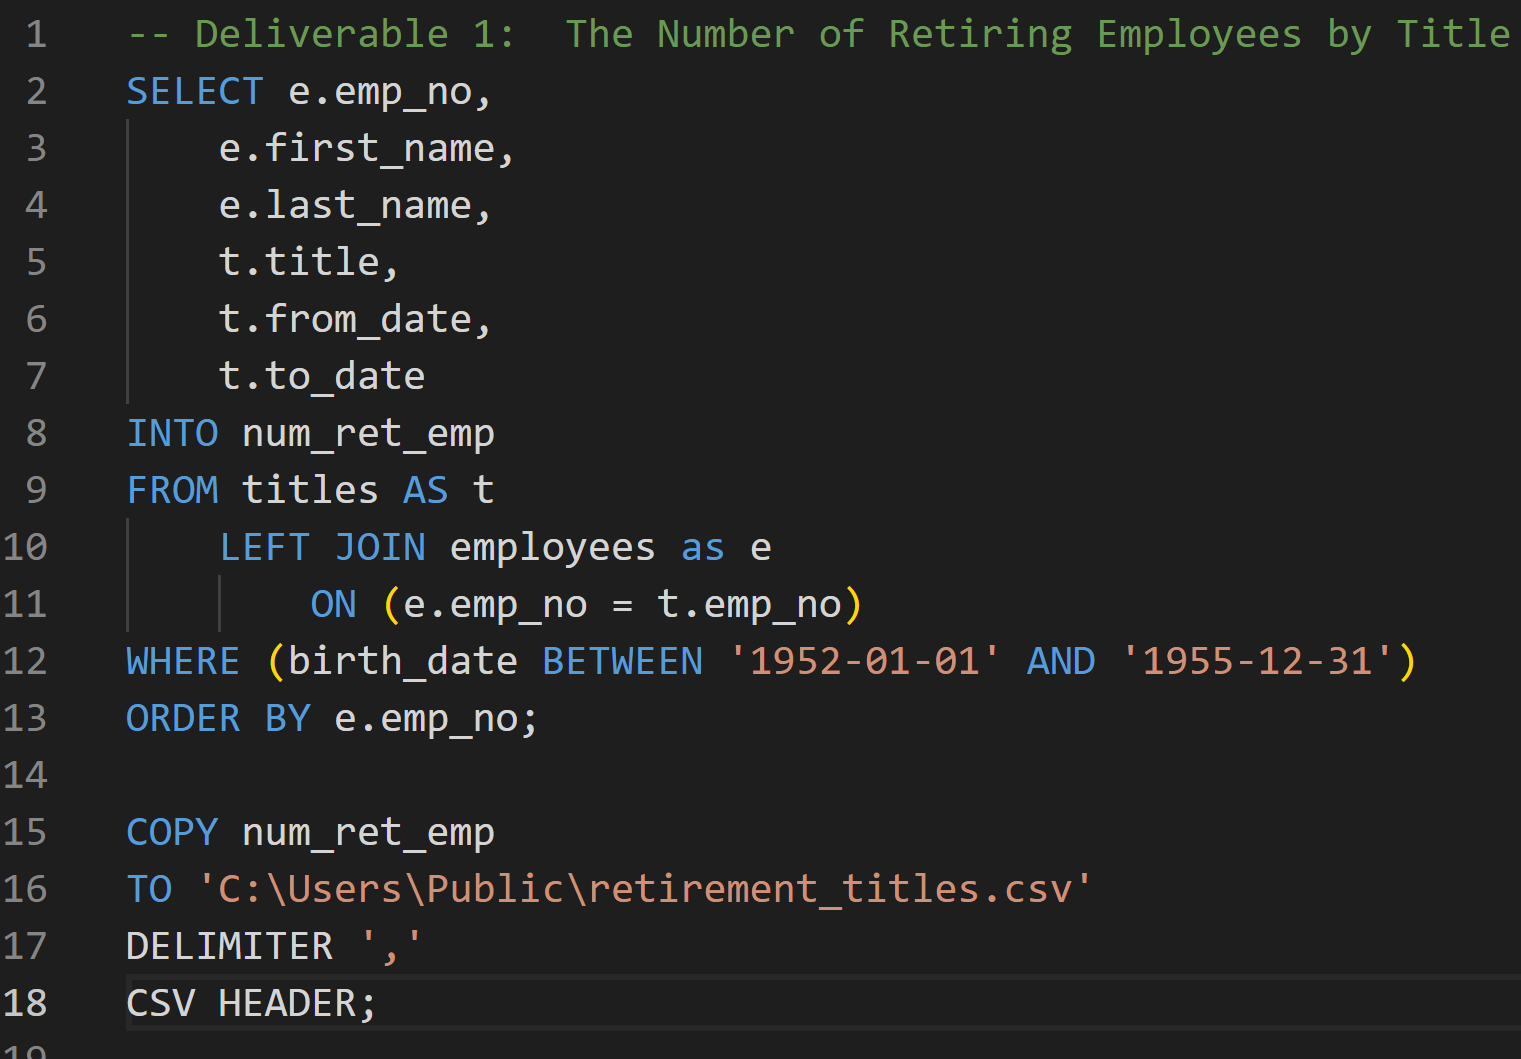 1 -- Deliverable 1:  The Number of Retiring Employees by Title
2 SELECT e.emp_no,
3 e.first_name,
4 e.last_name,
5 t.title,
6 t.from_date,
7 t.to_date
8 INTO num_ret_emp
9 FROM titles AS t
10 LEFT JOIN employees as e
11 ON (e.emp_no = t.emp_no)
12 WHERE (birth_date BETWEEN '1952-01-01' AND '1955-12-31')
13 ORDER BY e.emp_no;
14
15 COPY num_ret_emp
16 TO 'C:\Users\Public\retirement_titles.csv'
17 DELIMITER ','
18 CSV HEADER;
19